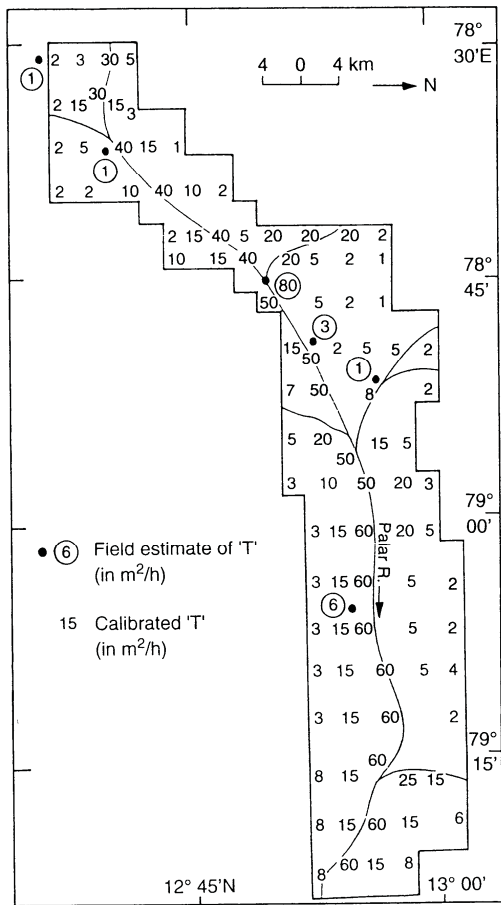 78°
30'E
4 0 4 km
N
2 3 30 5
1
30
2 15 15 3
2 5 40 15 1
1
2 2 10 40 10 2
2 15 40 5 20 20 20 2
10 15 40 20 5 2 1
78°
45'
80
50 5 2 1
3
15 50 2 5 5 2
1
7 50 8 2
5 20 15 5
50
3 10 50 20 3
79°
00'
3 15 60 20 5
Palar R.
6 Field estimate of 'T'
(in m²/h)
3 15 60 5 2
6
15 Calibrated 'T'
(in m²/h)
3 15 60 5 2
3 15 60 5 4
3 15 60 2
79°
15'
60
8 15 25 15
8 15 60 15 6
8 60 15 8
12° 45'N
13° 00'